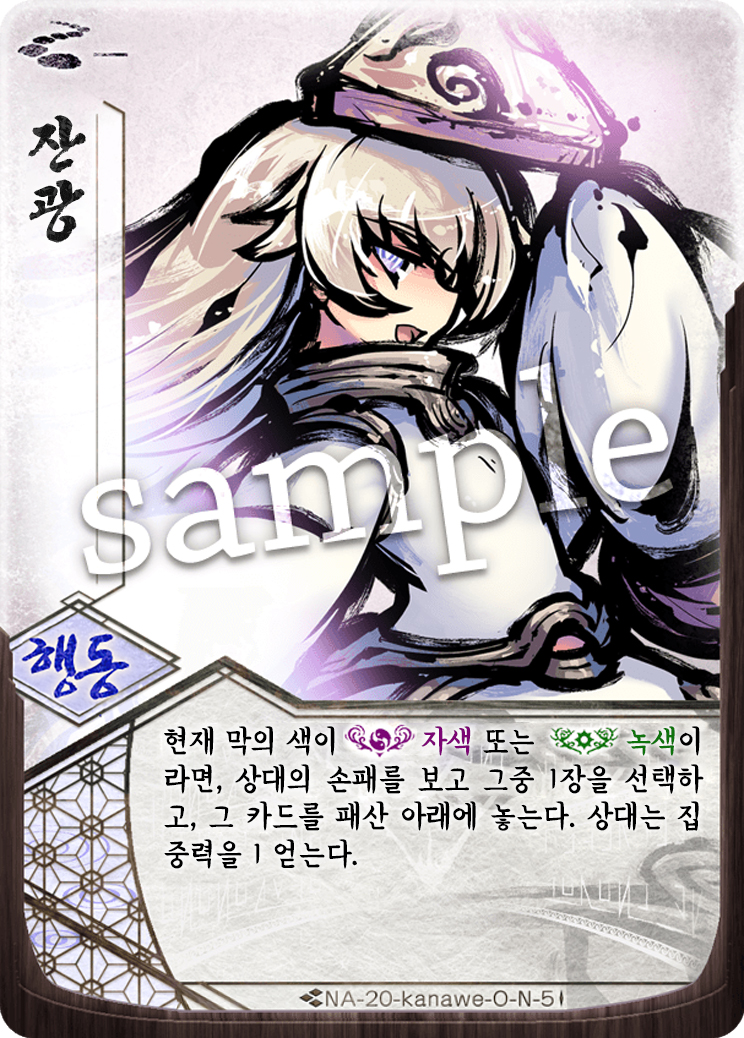 잔광
sample
행동
현재 막의 색이 자색 또는 녹색이
라면, 상대의 손패를 보고 그중 1장을 선택하
고, 그 카드를 패산 아래에 놓는다. 상대는 집
중력을 1 얻는다.
NA-20-kanawe-O-N-5